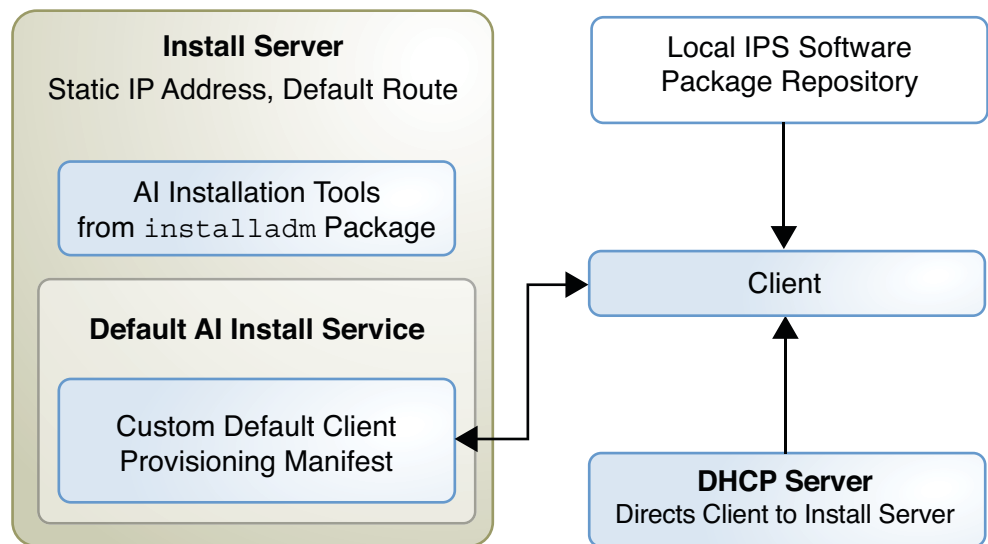 Install Server
Static IP Address, Default Route
AI Installation Tools
from installadm Package
Default AI Install Service
Custom Default Client
Provisioning Manifest
Local IPS Software
Package Repository
Client
DHCP Server
Directs Client to Install Server